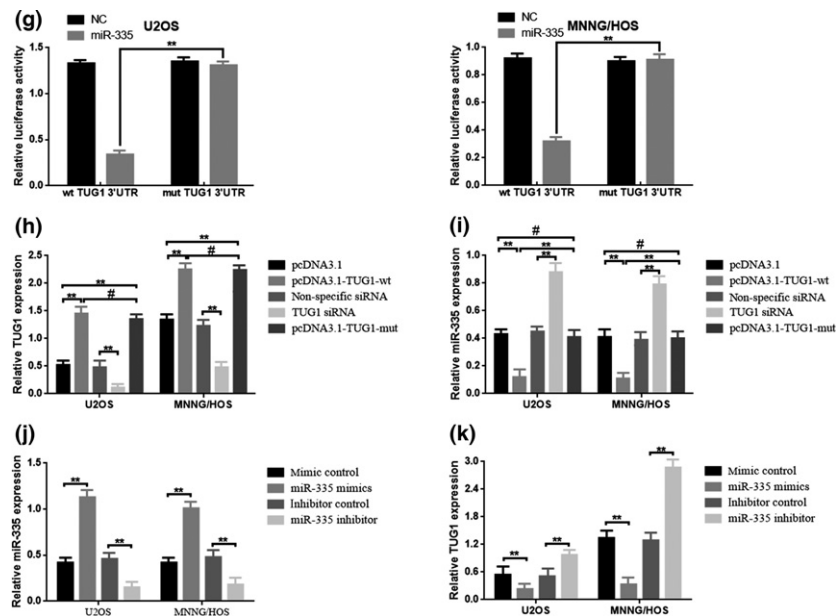 (g)
NC
miR-335
U2OS
**
Relative luciferase activity
1.5
1.0
0.5
0.0
wt TUG1 3'UTR
mut TUG1 3'UTR
NC
miR-335
MNNG/HOS
**
Relative luciferase activity
1.0
0.8
0.6
0.4
0.2
0.0
wt TUG1 3'UTR
mut TUG1 3'UTR
(h)
Relative TUG1 expression
2.5
2.0
1.5
1.0
0.5
0.0
** ** # **
** ** # **
U2OS
MNNG/HOS
pcDNA3.1
pcDNA3.1-TUG1-wt
Non-specific siRNA
TUG1 siRNA
pcDNA3.1-TUG1-mut
(i)
Relative miR-335 expression
1.0
0.8
0.6
0.4
0.2
0.0
# ** ** **
# ** ** **
U2OS
MNNG/HOS
pcDNA3.1
pcDNA3.1-TUG1-wt
Non-specific siRNA
TUG1 siRNA
pcDNA3.1-TUG1-mut
(j)
Relative miR-335 expression
1.5
1.0
0.5
0.0
** **
** **
U2OS
MNNG/HOS
Mimic control
miR-335 mimics
Inhibitor control
miR-335 inhibitor
(k)
Relative TUG1 expression
3.0
2.4
1.8
1.2
0.6
0.0
** **
** **
U2OS
MNNG/HOS
Mimic control
miR-335 mimics
Inhibitor control
miR-335 inhibitor